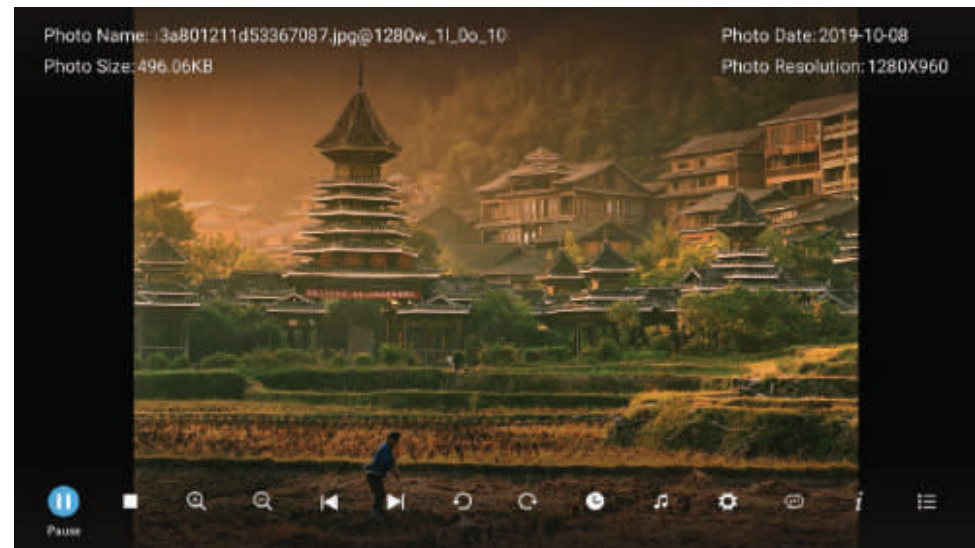 Photo Name: 3a801211d53367087.jpg@1280w_1l_0o_10
Photo Date: 2019-10-08
Photo Size: 496.06KB
Photo Resolution: 1280X960
Pause